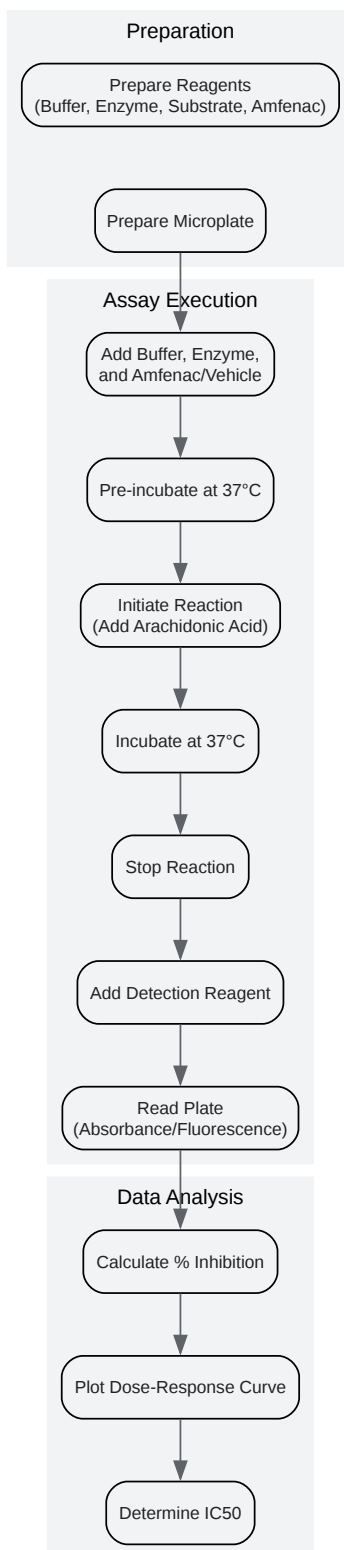 Preparation
Prepare Reagents
(Buffer, Enzyme, Substrate, Amfenac)
Prepare Microplate
Assay Execution
Add Buffer, Enzyme,
and Amfenac/Vehicle
Pre-incubate at 37°C
Initiate Reaction
(Add Arachidonic Acid)
Incubate at 37°C
Stop Reaction
Add Detection Reagent
Read Plate
(Absorbance/Fluorescence)
Data Analysis
Calculate % Inhibition
Plot Dose-Response Curve
Determine IC50